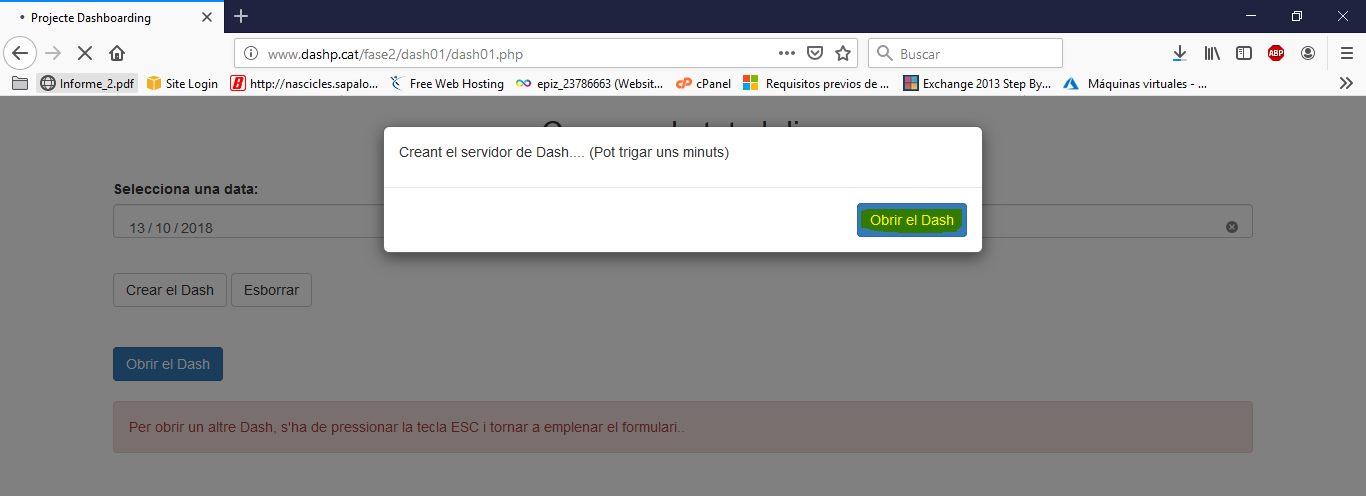 Projecte Dashboarding
www.dashp.cat/fase2/dash01/dash01.php
Buscar
ABP
Informe_2.pdf
Site Login
http://nascicles.sapalo...
Free Web Hosting
epiz_23786663 (Websit...
cPanel
Requisitos previos de ...
Exchange 2013 Step By...
Máquinas virtuales - ...
Creant el servidor de Dash.... (Pot trigar uns minuts)
Obrir el Dash
Selecciona una data:
13 / 10 / 2018
Crear el Dash
Esborrar
Obrir el Dash
Per obrir un altre Dash, s'ha de pressionar la tecla ESC i tornar a emplenar el formulari..